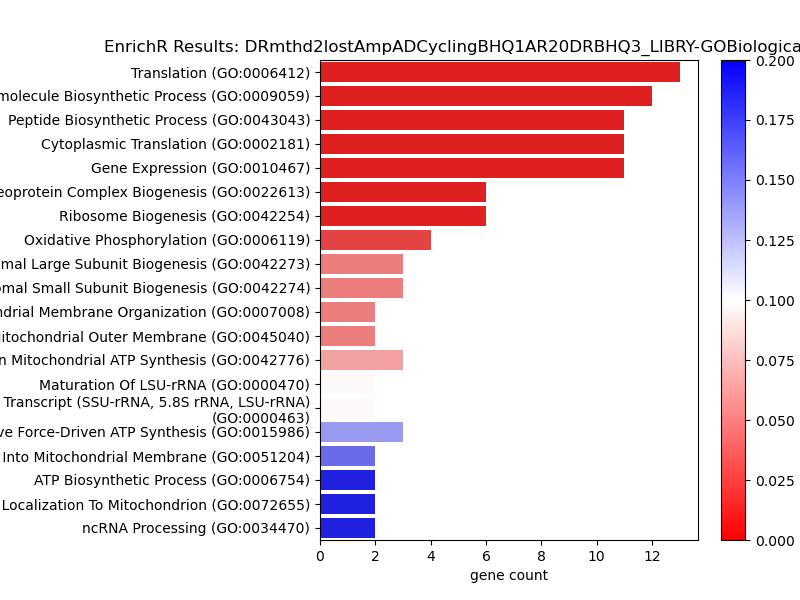 EnrichR Results: DRmthd2lostAmpADCyclingBHQ1AR20DRBHQ3_LIBRY-GOBiologica
Translation (GO:0006412)
molecule Biosynthetic Process (GO:0009059)
Peptide Biosynthetic Process (GO:0043043)
Cytoplasmic Translation (GO:0002181)
Gene Expression (GO:0010467)
eoprotein Complex Biogenesis (GO:0022613)
Ribosome Biogenesis (GO:0042254)
Oxidative Phosphorylation (GO:0006119)
mal Large Subunit Biogenesis (GO:0042273)
omal Small Subunit Biogenesis (GO:0042274)
ndrial Membrane Organization (GO:0007008)
Mitochondrial Outer Membrane (GO:0045040)
n Mitochondrial ATP Synthesis (GO:0042776)
Maturation Of LSU-rRNA (GO:0000470)
Transcript (SSU-rRNA, 5.8S rRNA, LSU-rRNA)
(GO:0000463)
ve Force-Driven ATP Synthesis (GO:0015986)
Into Mitochondrial Membrane (GO:0051204)
ATP Biosynthetic Process (GO:0006754)
Localization To Mitochondrion (GO:0072655)
ncRNA Processing (GO:0034470)
0 2 4 6 8 10 12
gene count
0.200
0.175
0.150
0.125
0.100
0.075
0.050
0.025
0.000